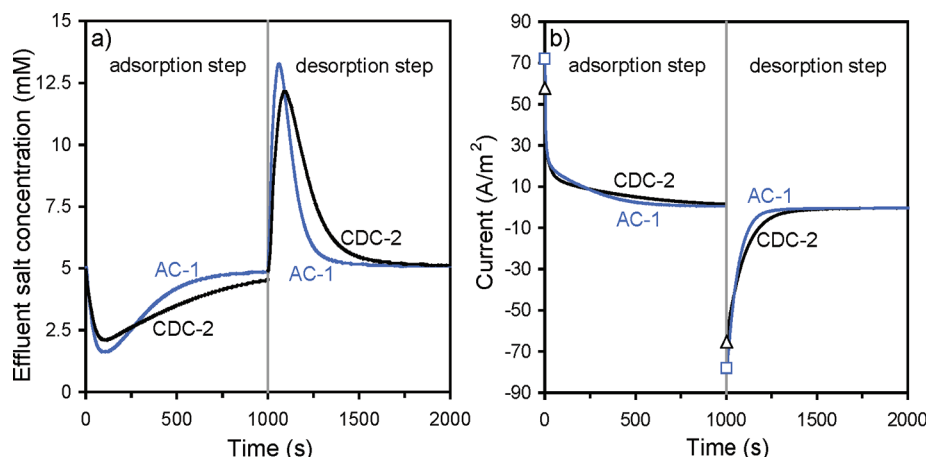 a)
adsorption step
desorption step
CDC-2
AC-1
AC-1
CDC-2
15
12.5
10
7.5
5
2.5
0
0
500
1000
1500
2000
Effluent salt concentration (mM)
Time (s)
b)
adsorption step
desorption step
CDC-2
AC-1
AC-1
CDC-2
90
70
50
30
10
-10
-30
-50
-70
-90
0
500
1000
1500
2000
Current (A/m²)
Time (s)